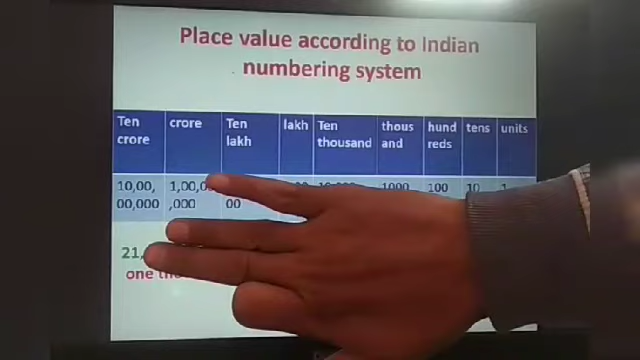 Place value according to Indian
numbering system
Ten crore
crore
Ten lakh
lakh
Ten thousand
thous and
hund reds
tens
units
10,00, 00,000
1,00,0 ,000
00
1000
100
10
1
21,
one